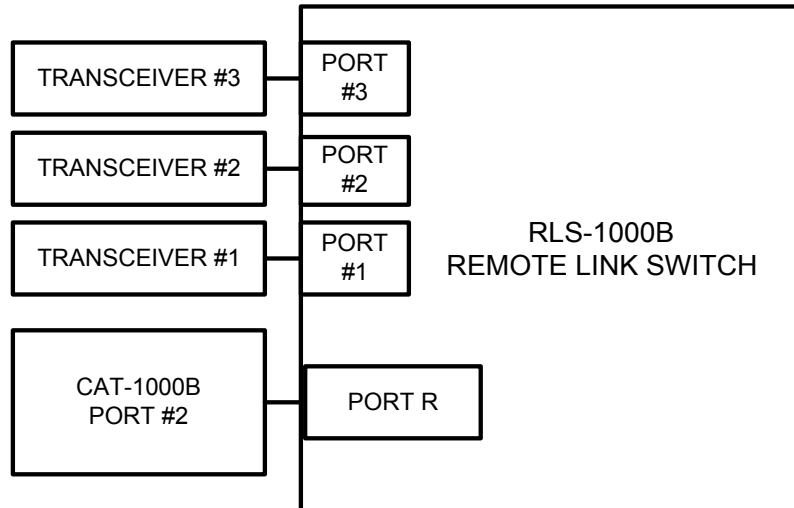 TRANSCEIVER #3
PORT
#3
TRANSCEIVER #2
PORT
#2
TRANSCEIVER #1
PORT
#1
RLS-1000B
REMOTE LINK SWITCH
CAT-1000B
PORT #2
PORT R